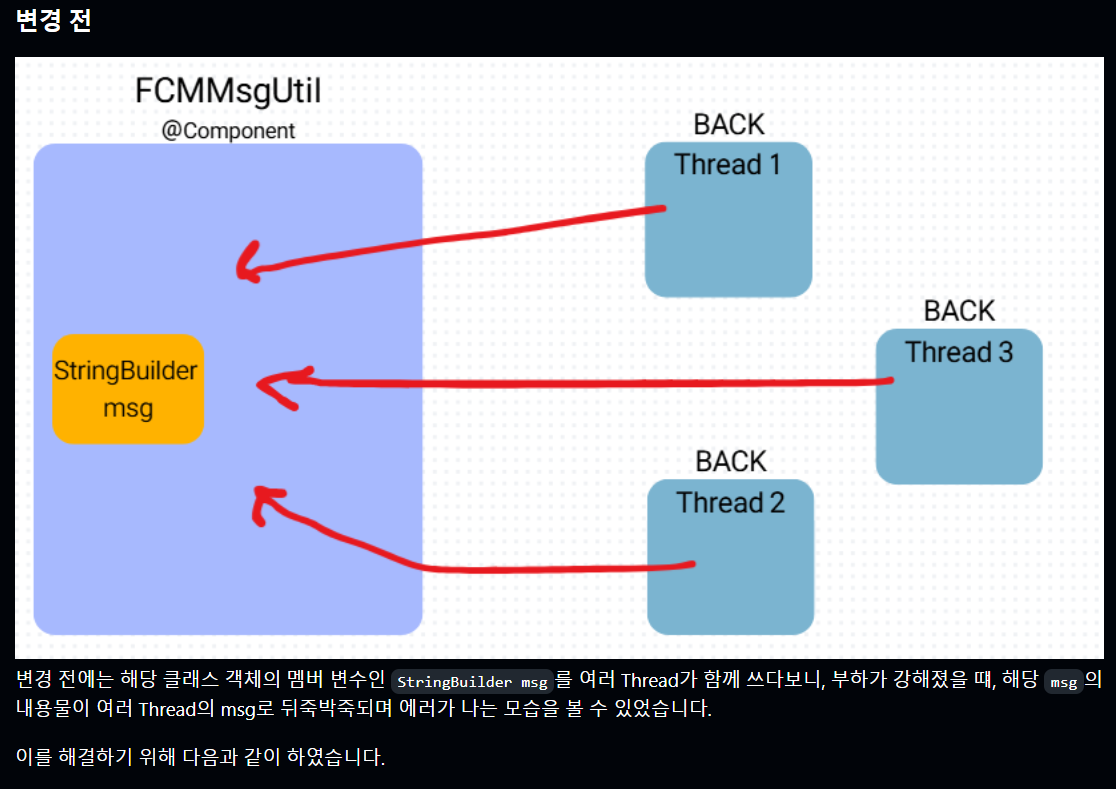 변경 전
FCMMsgUtil
@Component
BACK
Thread 1
BACK
Thread 3
StringBuilder
msg
BACK
Thread 2
변경 전에는 해당 클래스 객체의 멤버 변수인 StringBuilder msg를 여러 Thread가 함께 쓰다보니, 부하가 강해졌을 떄, 해당 msg의
내용물이 여러 Thread의 msg로 뒤죽박죽되며 에러가 나는 모습을 볼 수 있었습니다.
이를 해결하기 위해 다음과 같이 하였습니다.